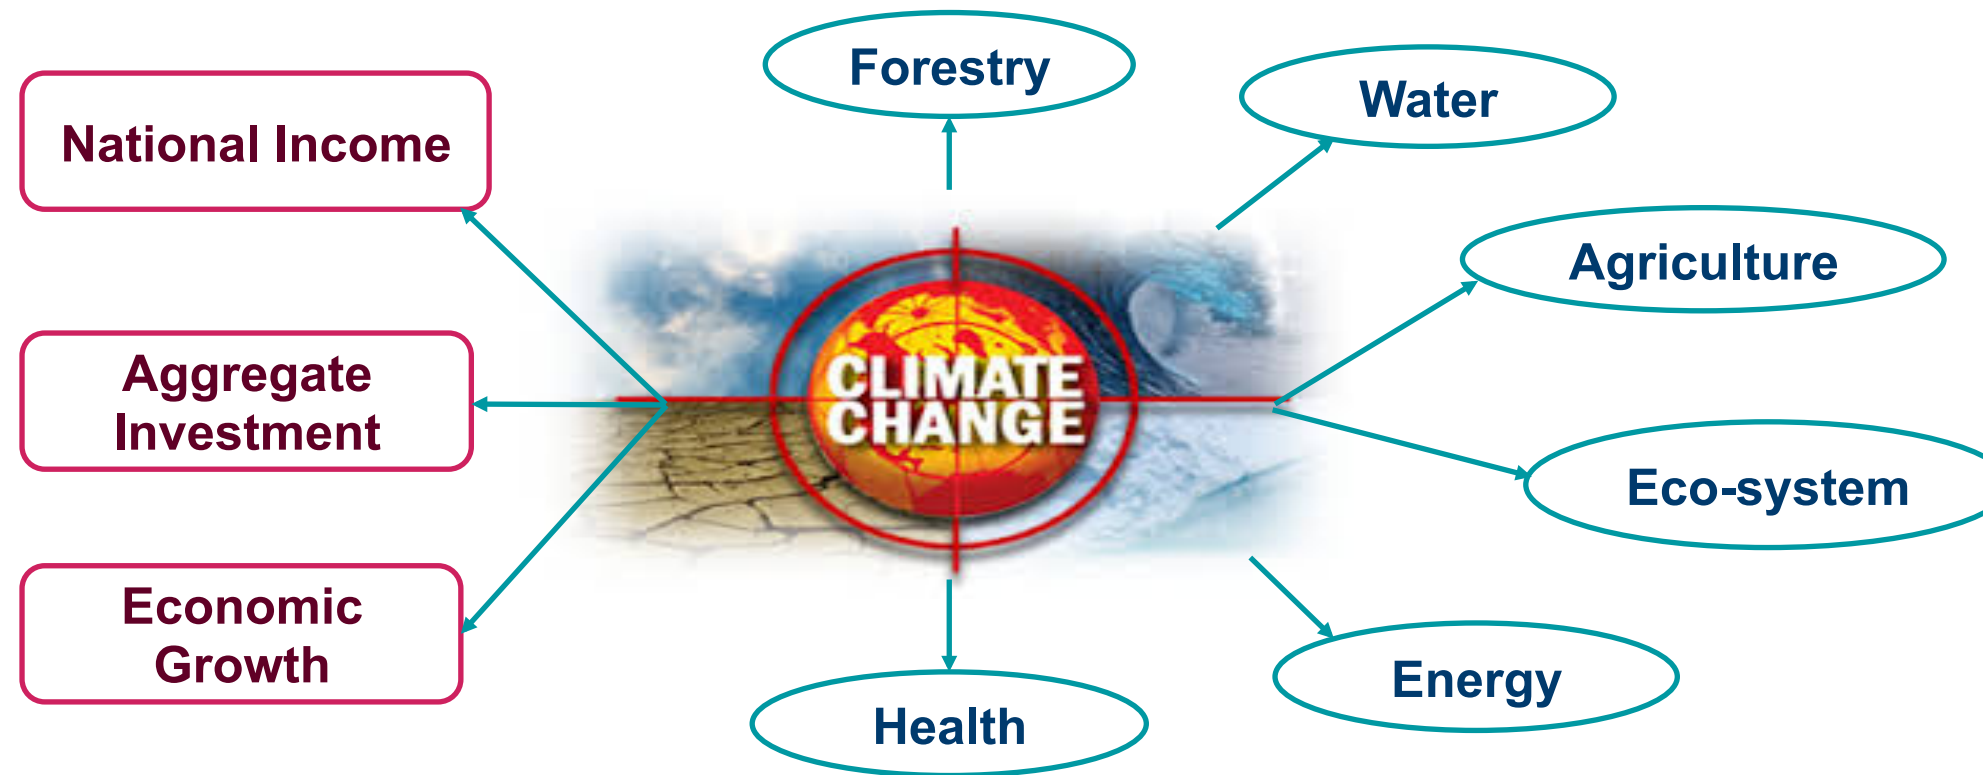 Forestry
Water
National Income
Agriculture
Aggregate
Investment
CLIMATE
CHANGE
Eco-system
Economic
Growth
Energy
Health